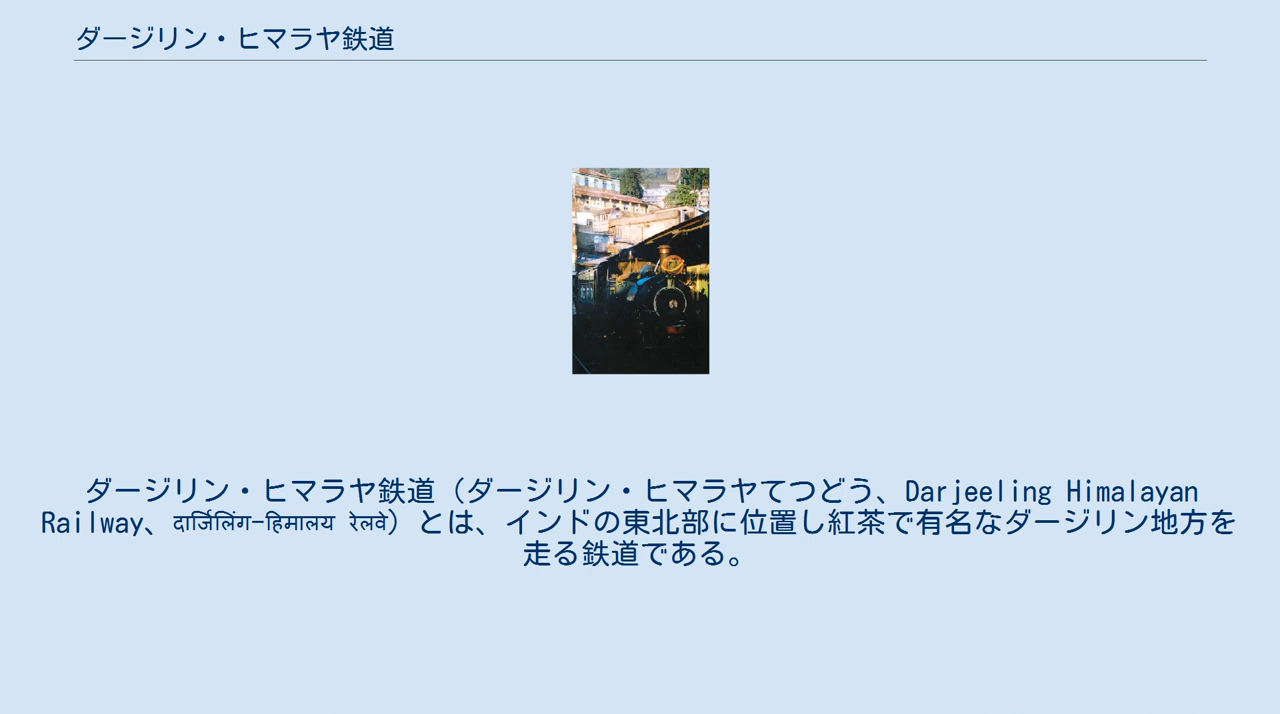 ダージリン・ヒマラヤ鉄道
ダージリン・ヒマラヤ鉄道（ダージリン・ヒマラヤてつどう、Darjeeling Himalayan
Railway、दार्जिलिंग-हिमालय रेलवे）とは、インドの東北部に位置し紅茶で有名なダージリン地方を
走る鉄道である。